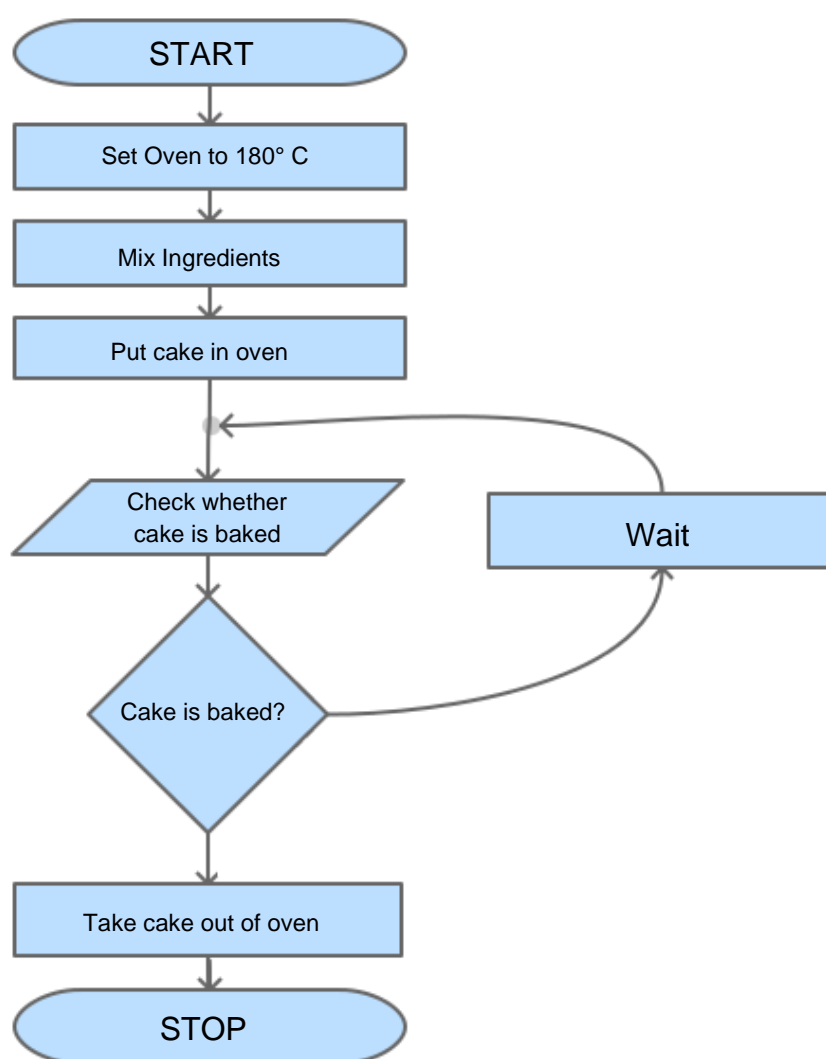 START
Set Oven to 180° C
Mix Ingredients
Put cake in oven
Check whether
cake is baked
Wait
Cake is baked?
Take cake out of oven
STOP